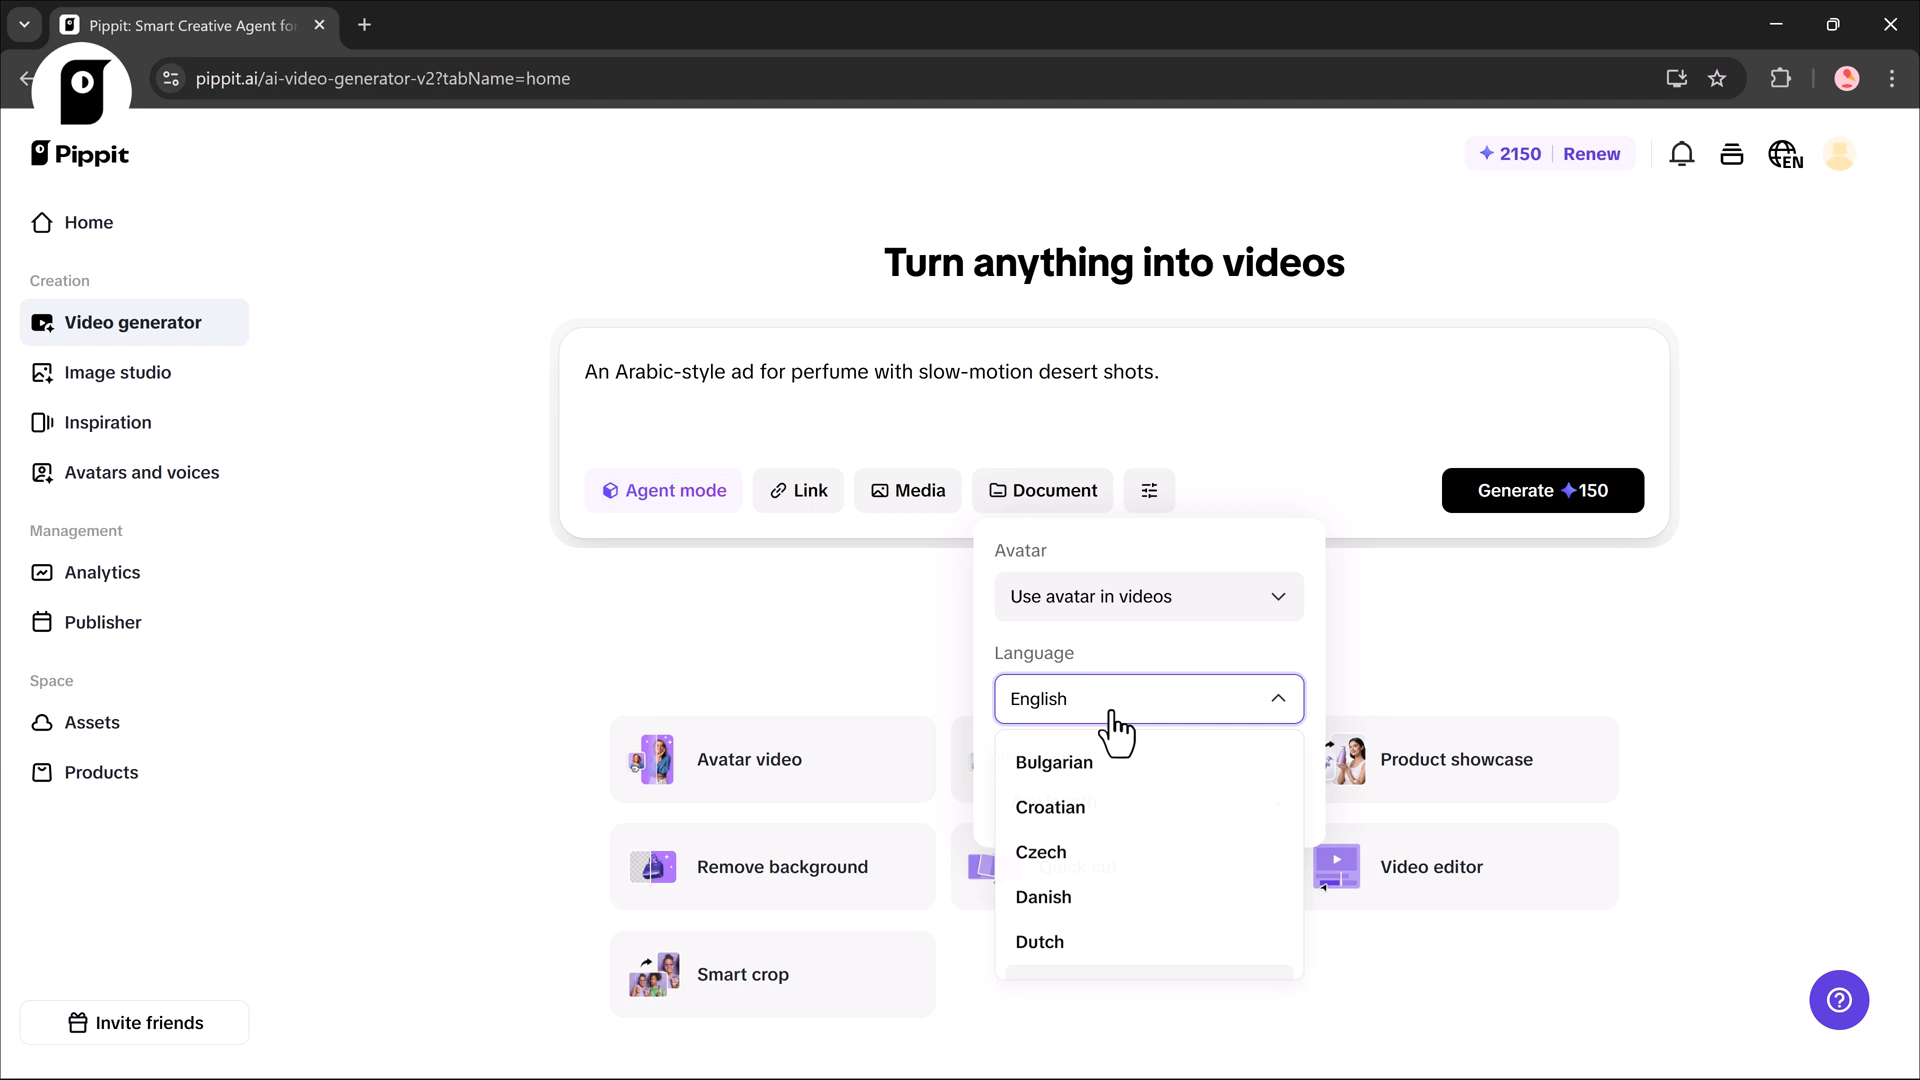 Pippit: Smart Creative Agent for
pippit.ai/ai-video-generator-v2?tabName=home
Pippit
2150 Renew
EN
Home
Creation
Video generator
Image studio
Inspiration
Avatars and voices
Management
Analytics
Publisher
Space
Assets
Products
Invite friends
Turn anything into videos
An Arabic-style ad for perfume with slow-motion desert shots.
Agent mode Link Media Document Generate 150
Avatar
Use avatar in videos
Language
English
Bulgarian
Croatian
Czech
Danish
Dutch
Avatar video
Product showcase
Remove background
Quick cut
Video editor
Smart crop